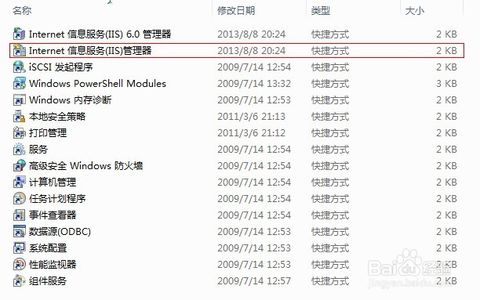 名称 修改日期 类型 大小
Internet 信息服务(IIS) 6.0 管理器 2013/8/8 20:24 快捷方式 2 KB
Internet 信息服务(IIS)管理器 2013/8/8 20:24 快捷方式 2 KB
iSCSI 发起程序 2009/7/14 12:54 快捷方式 2 KB
Windows PowerShell Modules 2009/7/14 13:32 快捷方式 3 KB
Windows 内存诊断 2009/7/14 12:53 快捷方式 2 KB
本地安全策略 2011/3/6 21:13 快捷方式 2 KB
打印管理 2011/3/6 21:12 快捷方式 2 KB
服务 2009/7/14 12:54 快捷方式 2 KB
高级安全 Windows 防火墙 2009/7/14 12:54 快捷方式 2 KB
计算机管理 2009/7/14 12:54 快捷方式 2 KB
任务计划程序 2009/7/14 12:54 快捷方式 2 KB
事件查看器 2009/7/14 12:54 快捷方式 2 KB
数据源(ODBC) 2009/7/14 12:53 快捷方式 2 KB
系统配置 2009/7/14 12:53 快捷方式 2 KB
性能监视器 2009/7/14 12:53 快捷方式 2 KB
组件服务 2009/7/14 12:57 快捷方式 2 KB
Baidu 经验
jingyan.baidu.com